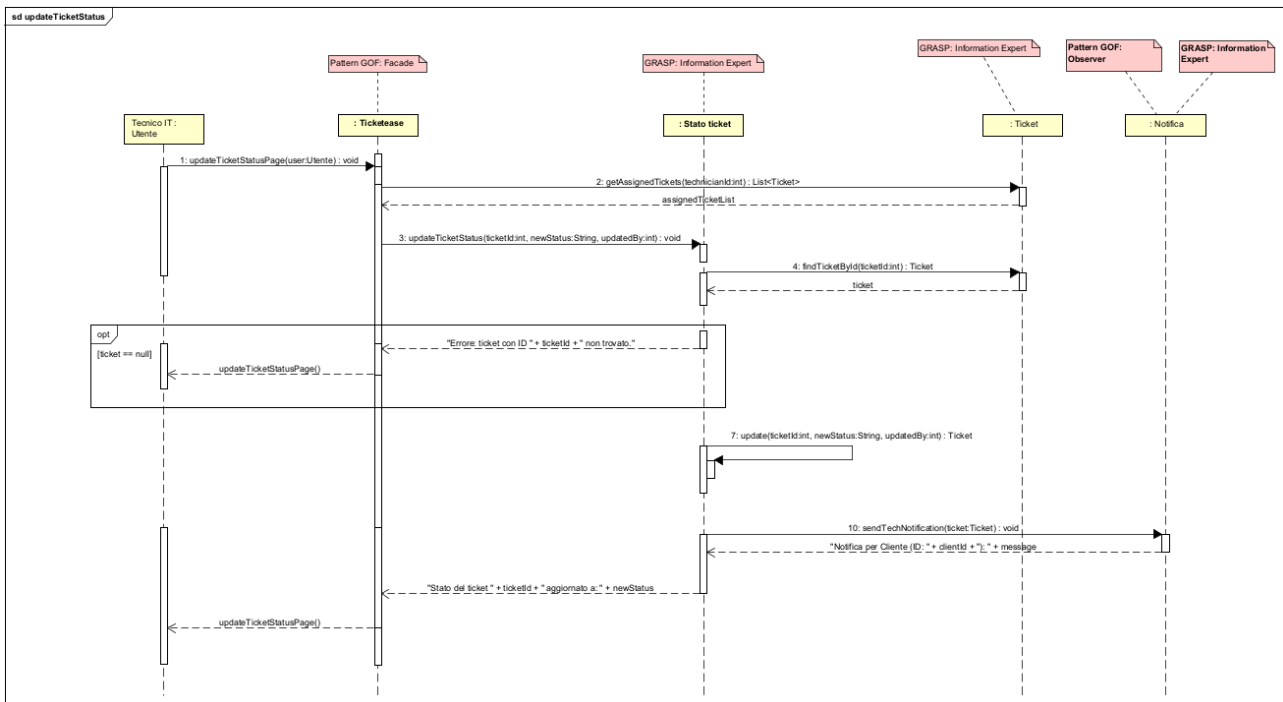 sd updateTicketStatus
Pattern GOF: Facade
GRASP: Information Expert
GRASP: Information Expert
Pattern GOF:
Observer
GRASP: Information
Expert
Tecnico IT :
Utente
: Ticketease
: Stato ticket
: Ticket
: Notifica
1: updateTicketStatusPage(user:Utente) : void
2: getAssignedTickets(technicianId:int) : List<Ticket>
assignedTicketList
3: updateTicketStatus(ticketId:int, newStatus:String, updatedBy:int) : void
4: findTicketById(ticketId:int) : Ticket
ticket
opt
[ticket == null]
"Errore: ticket con ID " + ticketId + " non trovato."
updateTicketStatusPage()
7: update(ticketId:int, newStatus:String, updatedBy:int) : Ticket
10: sendTechNotification(ticket:Ticket) : void
"Notifica per Cliente (ID: " + clientId + "): " + message
"Stato del ticket " + ticketId + " aggiornato a: " + newStatus
updateTicketStatusPage()